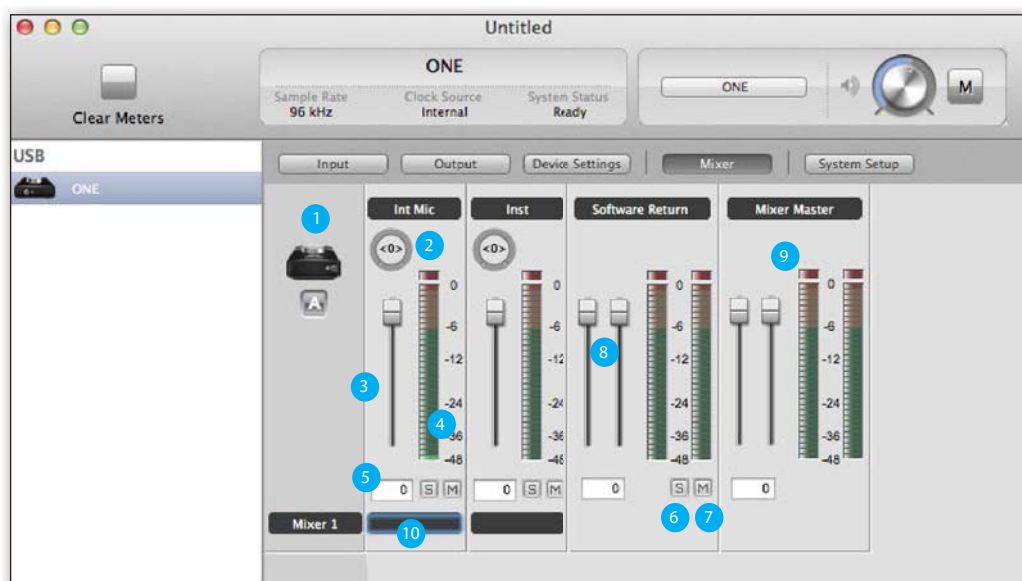 Untitled
ONE
Clear Meters
Sample Rate Clock Source System Status
96 kHz Internal Ready
ONE
M
USB
ONE
Input Output Device Settings Mixer System Setup
1
A
Int Mic
<0>
2
0
-6
-12
-24
-36
-48
3
4
5
0 S M
10
Inst
<0>
0
-6
-12
-24
-36
-48
0 S M
Software Return
0
-6
-12
-24
-36
-48
8
0 S M
6 7
Mixer Master
9
0
-6
-12
-24
-36
-48
0
Mixer 1